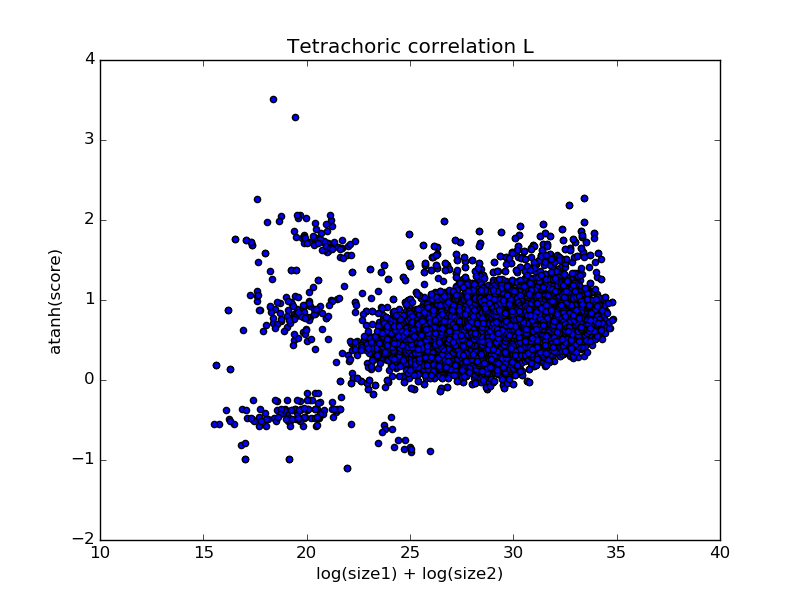 Tetrachoric correlation L
4
3
2
1
0
−1
−2
atanh(score)
10 15 20 25 30 35 40
log(size1) + log(size2)